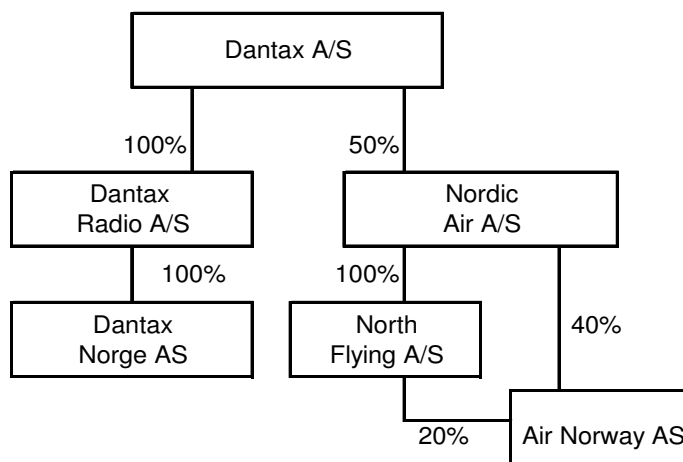 Dantax A/S
100%
50%
Dantax
Radio A/S
Nordic
Air A/S
100%
100%
Dantax
Norge AS
North
Flying A/S
40%
20%
Air Norway AS